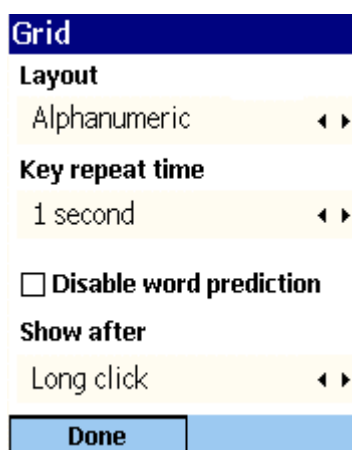 Grid
Layout
Alphanumeric
Key repeat time
1 second
Disable word prediction
Show after
Long click
Done